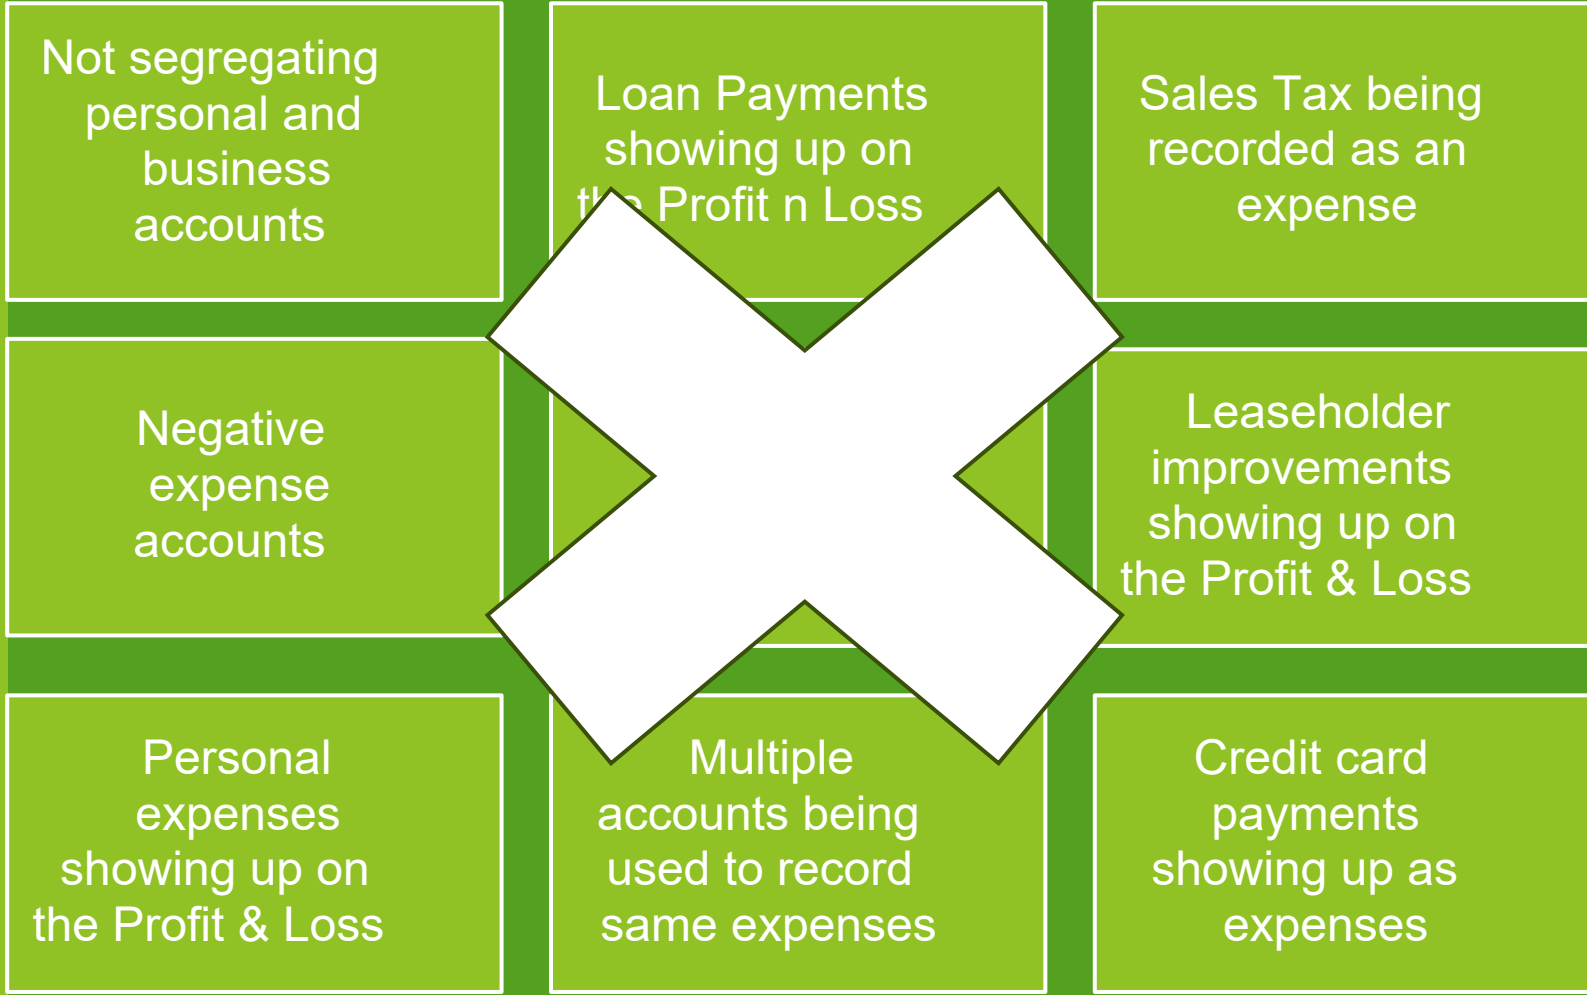 Not segregating
personal and
business
accounts
Loan Payments
showing up on
the Profit n Loss
Sales Tax being
recorded as an
expense
Negative
expense
accounts
Leaseholder
improvements
showing up on
the Profit & Loss
Personal
expenses
showing up on
the Profit & Loss
Multiple
accounts being
used to record
same expenses
Credit card
payments
showing up as
expenses